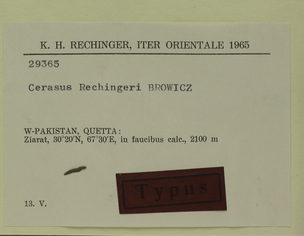 K. H. RECHINGER, ITER ORIENTALE 1965
29365
Cerasus Rechingeri BROWICZ
W-PAKISTAN, QUETTA:
Ziarat, 30°20'N, 67°30'E, in faucibus calc., 2100 m
13. V.
Typus